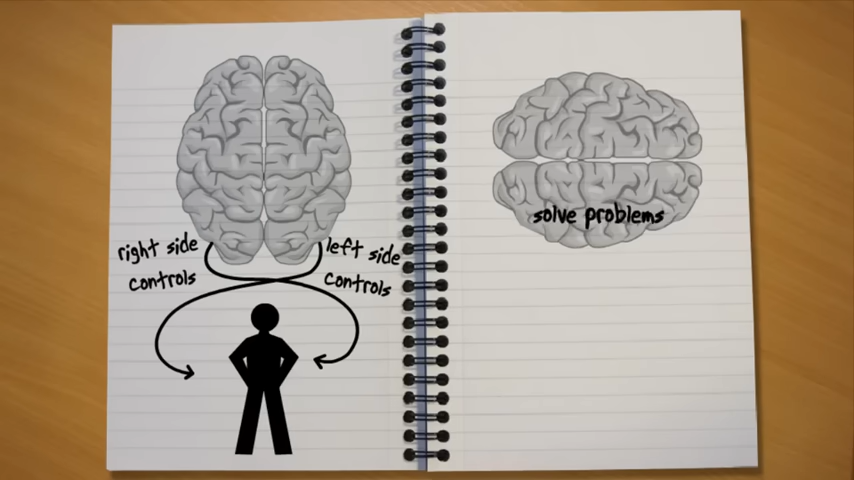 right side
controls
left side
controls
solve problems